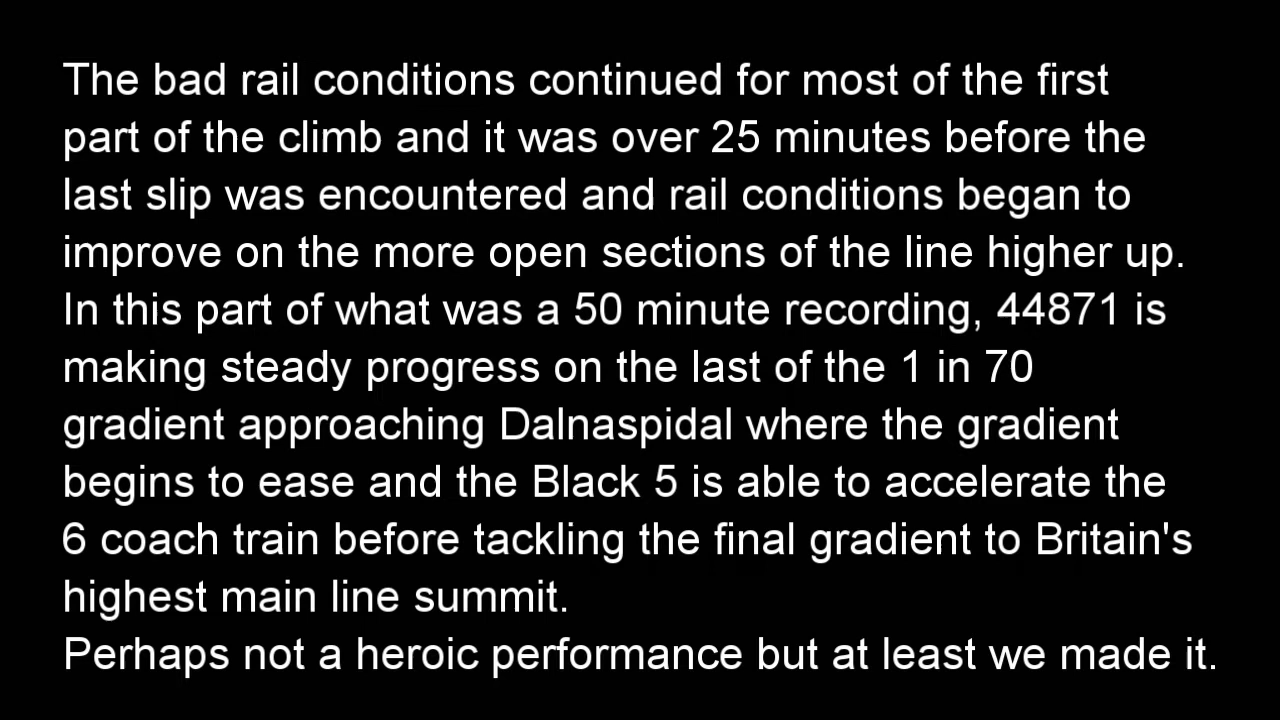 The bad rail conditions continued for most of the first
part of the climb and it was over 25 minutes before the
last slip was encountered and rail conditions began to
improve on the more open sections of the line higher up.
In this part of what was a 50 minute recording, 44871 is
making steady progress on the last of the 1 in 70
gradient approaching Dalnaspidal where the gradient
begins to ease and the Black 5 is able to accelerate the
6 coach train before tackling the final gradient to Britain's
highest main line summit.
Perhaps not a heroic performance but at least we made it.